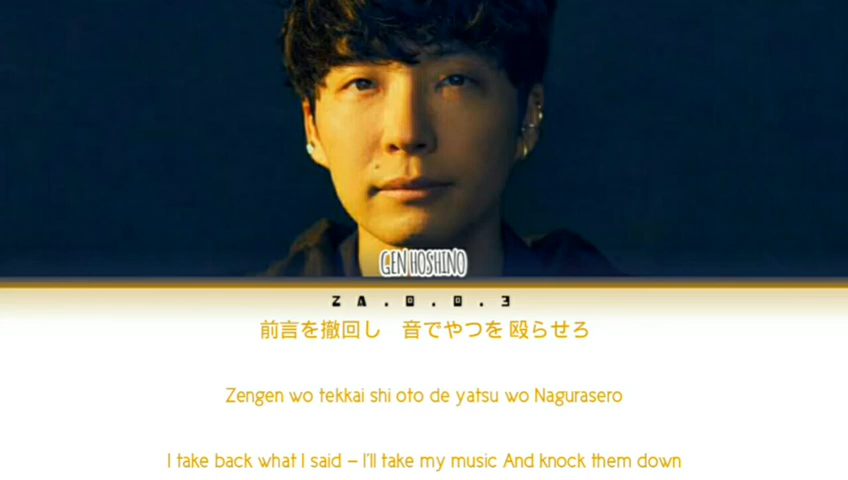 GEN HOSHINO
ZA.0.0.3
前言を撤回し　音でやつを 殴らせろ
Zengen wo tekkai shi oto de yatsu wo Nagurasero
I take back what I said – I'll take my music And knock them down